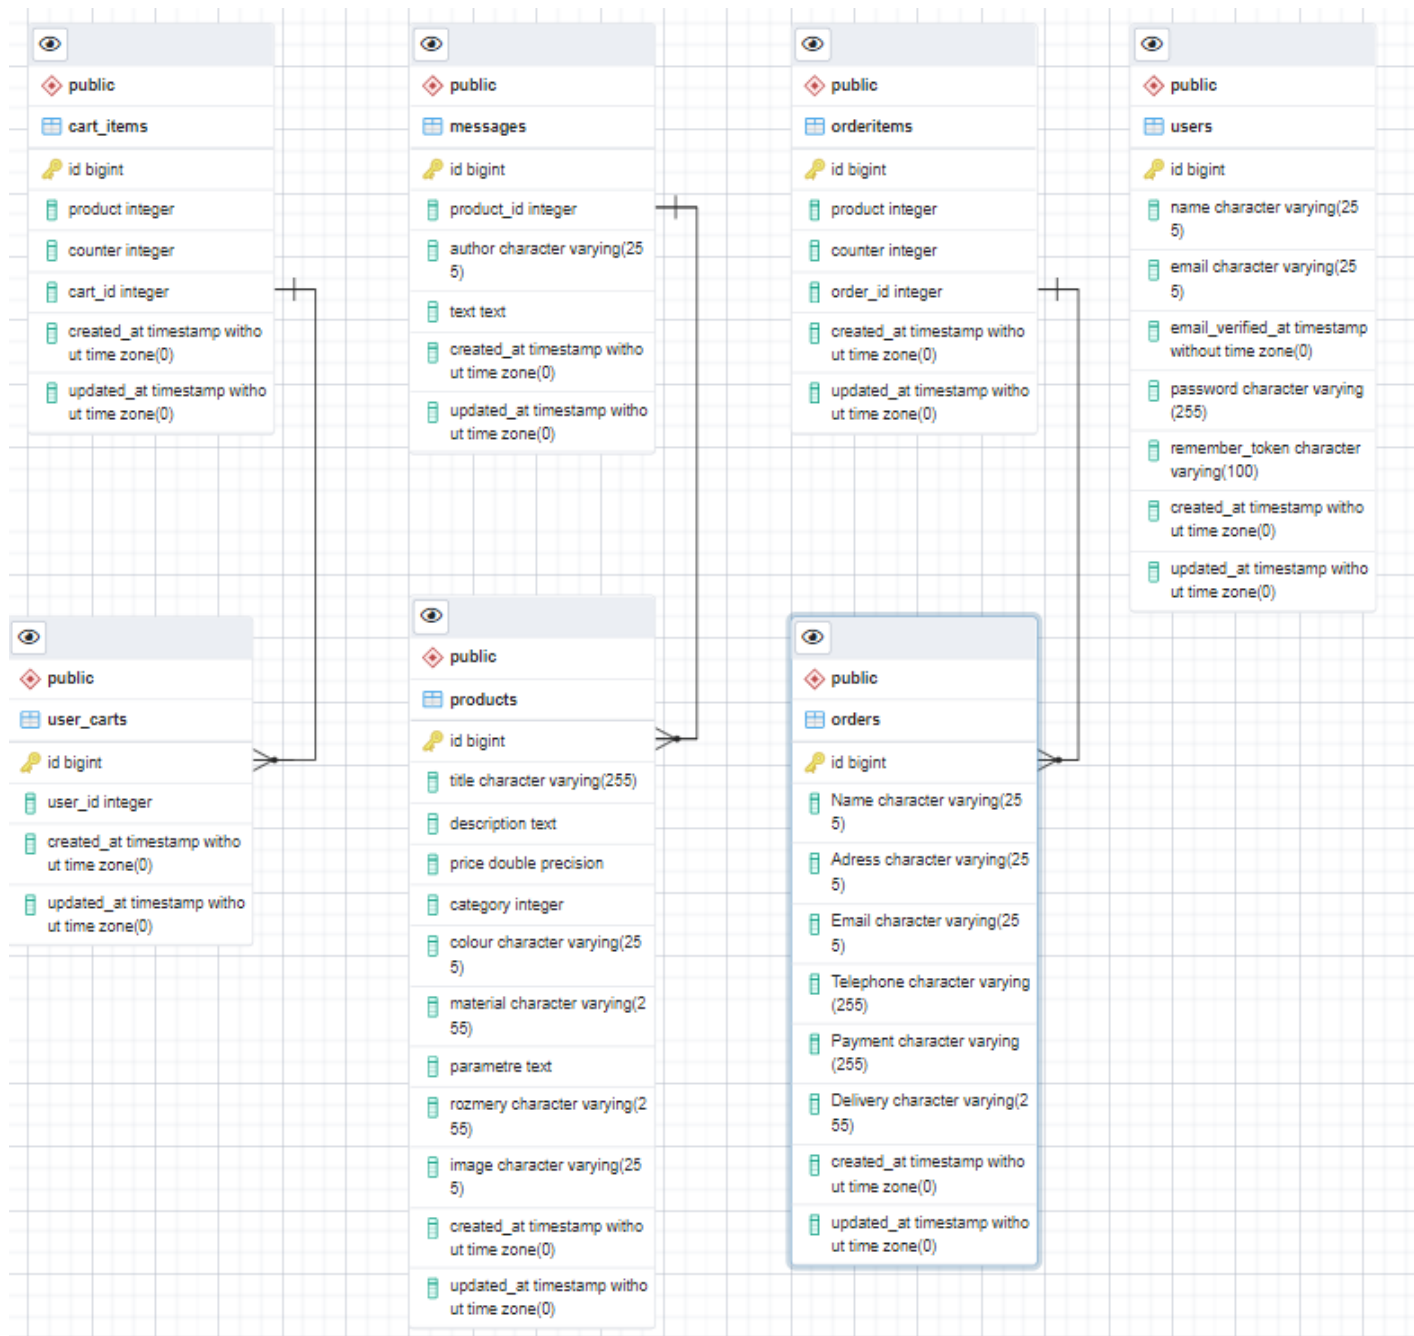 public
cart_items
id bigint
product integer
counter integer
cart_id integer
created_at timestamp witho
ut time zone(0)
updated_at timestamp witho
ut time zone(0)
public
messages
id bigint
product_id integer
author character varying(25
5)
text text
created_at timestamp witho
ut time zone(0)
updated_at timestamp witho
ut time zone(0)
public
orderitems
id bigint
product integer
counter integer
order_id integer
created_at timestamp witho
ut time zone(0)
updated_at timestamp witho
ut time zone(0)
public
users
id bigint
name character varying(25
5)
email character varying(25
5)
email_verified_at timestamp
without time zone(0)
password character varying
(255)
remember_token character
varying(100)
created_at timestamp witho
ut time zone(0)
updated_at timestamp witho
ut time zone(0)
public
user_carts
id bigint
user_id integer
created_at timestamp witho
ut time zone(0)
updated_at timestamp witho
ut time zone(0)
public
products
id bigint
title character varying(255)
description text
price double precision
category integer
colour character varying(25
5)
material character varying(2
55)
parametre text
rozmery character varying(2
55)
image character varying(25
5)
created_at timestamp witho
ut time zone(0)
updated_at timestamp witho
ut time zone(0)
public
orders
id bigint
Name character varying(25
5)
Adress character varying(25
5)
Email character varying(25
5)
Telephone character varying
(255)
Payment character varying
(255)
Delivery character varying(2
55)
created_at timestamp witho
ut time zone(0)
updated_at timestamp witho
ut time zone(0)